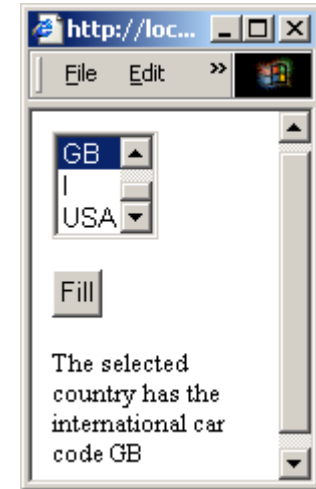 http://loc...
File Edit »
GB
I
USA
Fill
The selected
country has the
international car
code GB